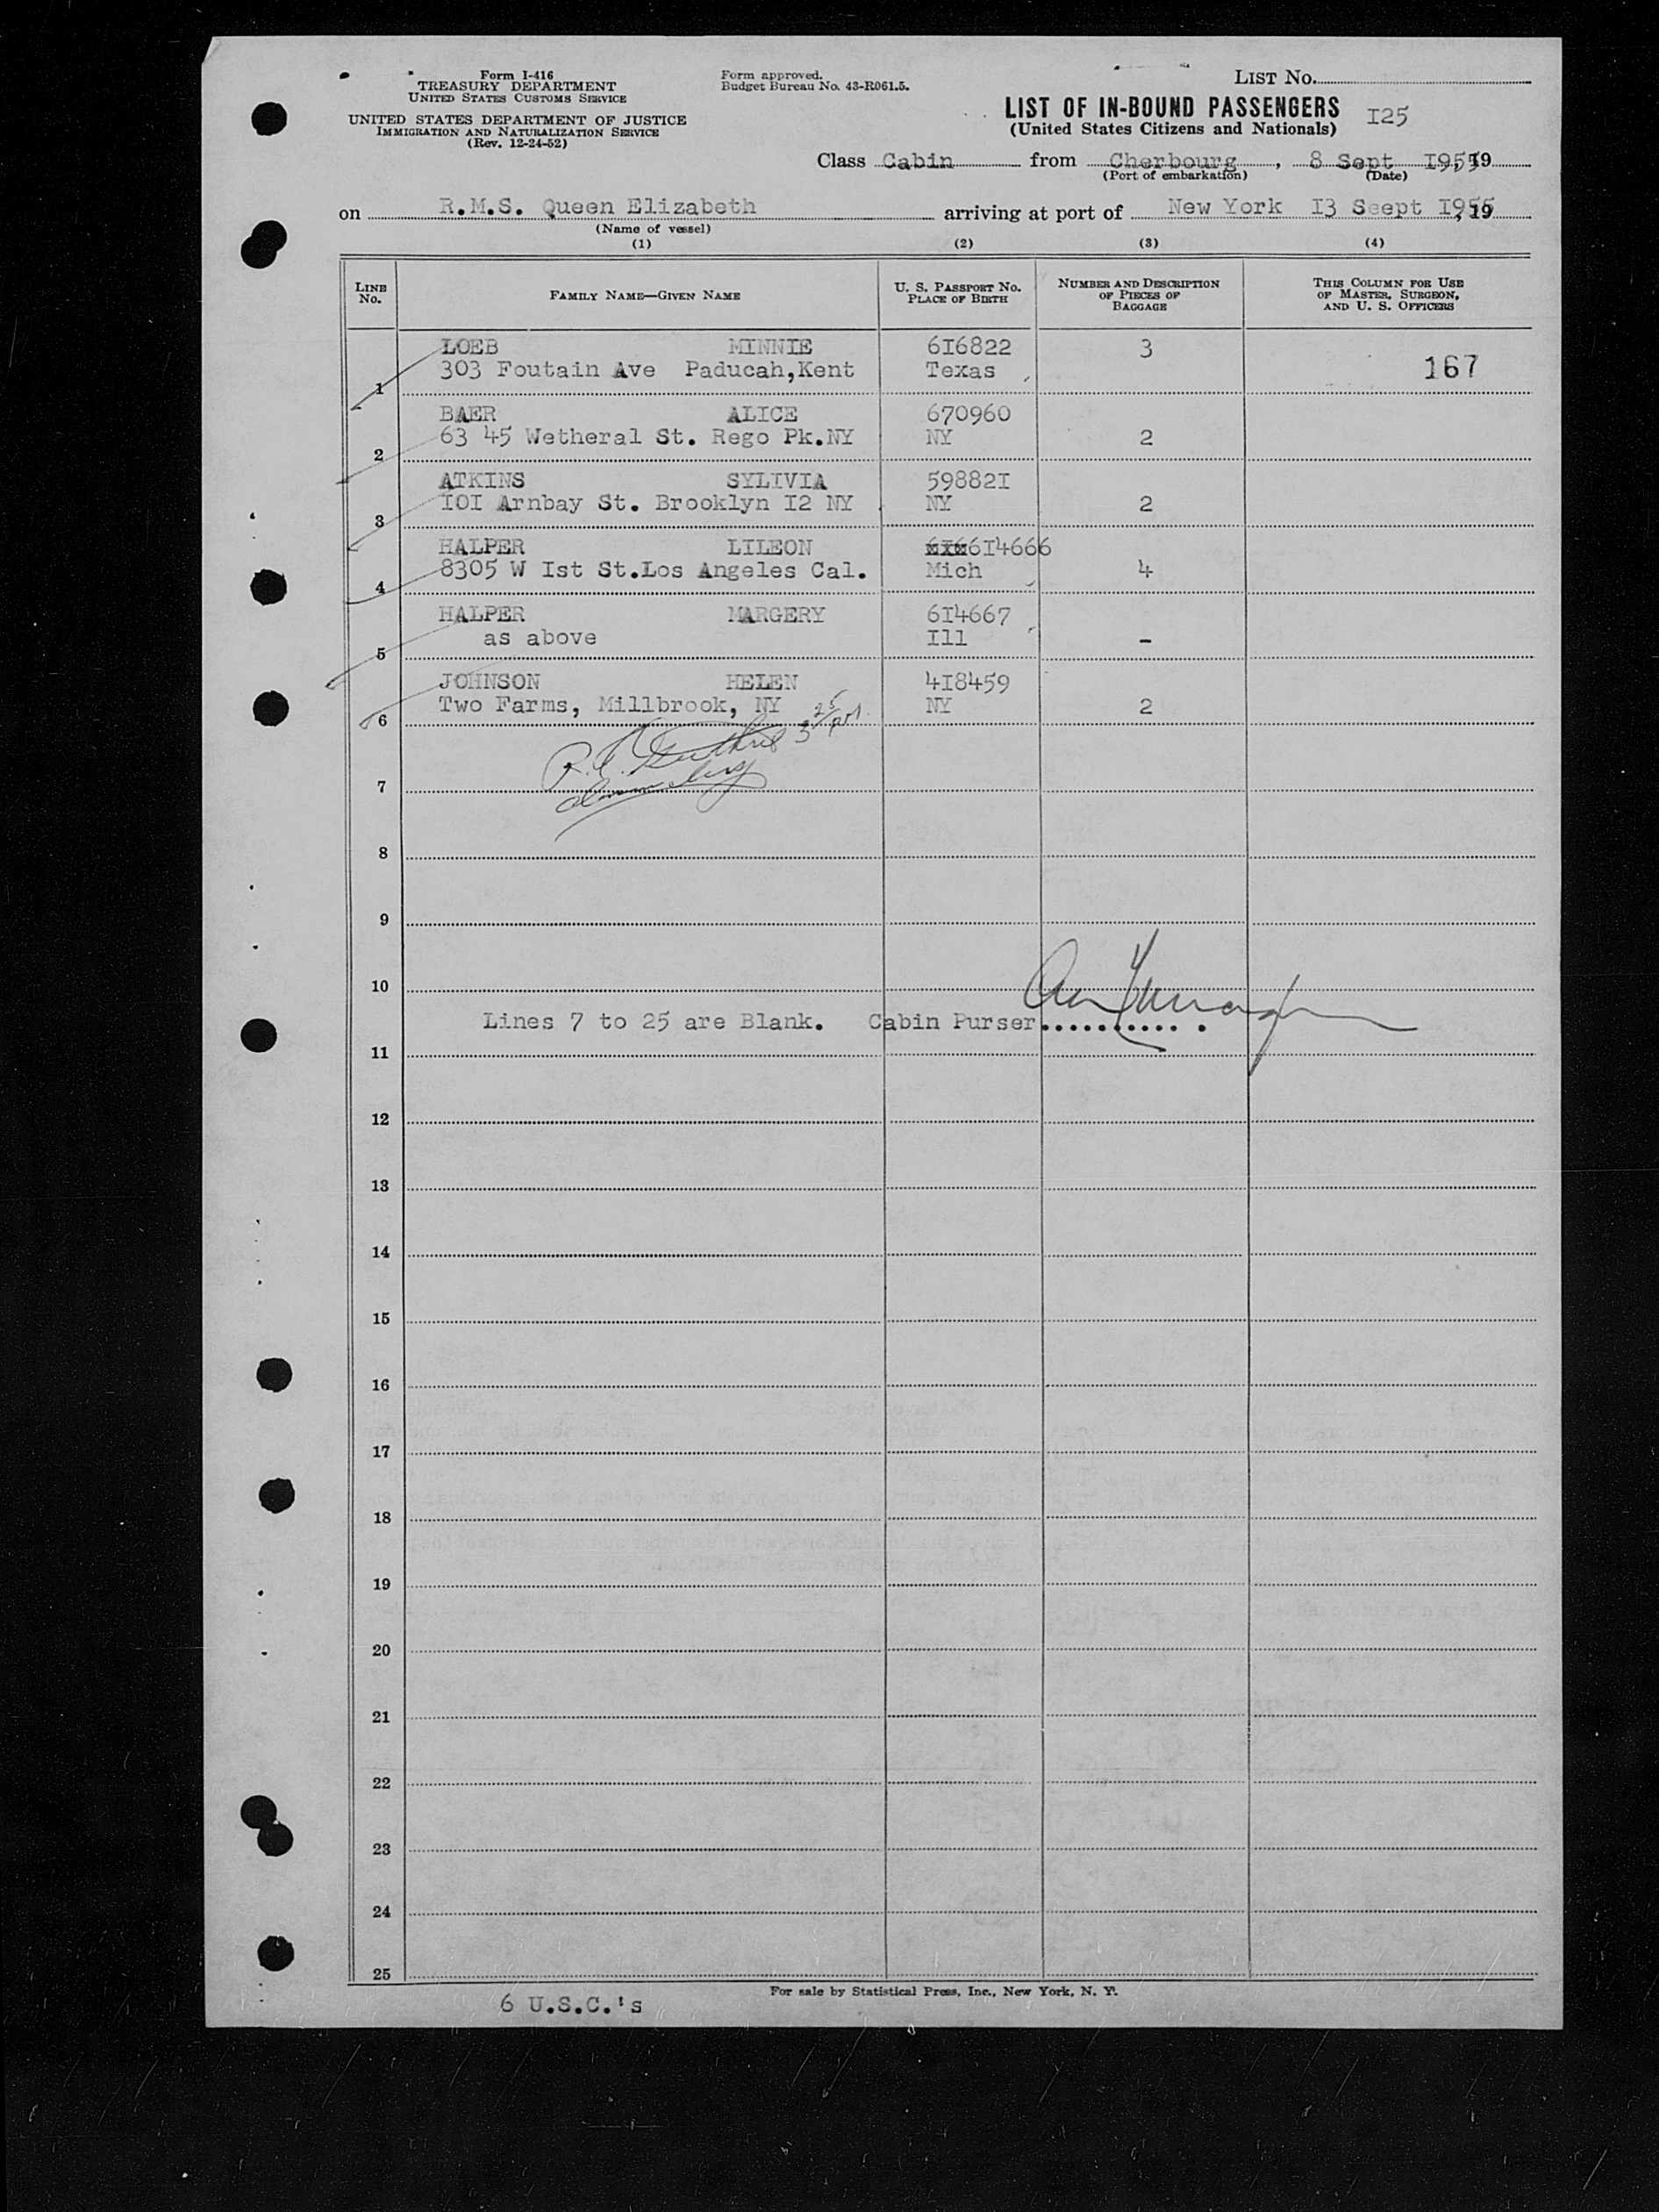 Form I-416
TREASURY DEPARTMENT
UNITED STATES CUSTOMS SERVICE
UNITED STATES DEPARTMENT OF JUSTICE
IMMIGRATION AND NATURALIZATION SERVICE
(Rev. 12-24-52)
Form approved.
Budget Bureau No. 43-R061.5.
LIST No.
LIST OF IN-BOUND PASSENGERS
I25
(United States Citizens and Nationals)
Class Cabin from Cherbourg, 8 Sept I955, 19
(Port of embarkation) (Date)
on R.M.S. Queen Elizabeth arriving at port of New York I3 Seept I955, 19
(Name of vessel)
(1) (2) (3) (4)
LINE No.
FAMILY NAME—GIVEN NAME
U. S. PASSPORT NO. PLACE OF BIRTH
NUMBER AND DESCRIPTION OF PIECES OF BAGGAGE
THIS COLUMN FOR USE OF MASTER, SURGEON, AND U. S. OFFICERS
LOEB MINNIE 6I6822 3
1 303 Foutain Ave Paducah,Kent Texas 167
BAER ALICE 670960
2 63 45 Wetheral St. Rego Pk.NY NY 2
ATKINS SYLIVIA 59882I
3 IOI Arnbay St. Brooklyn I2 NY NY 2
HALPER LILEON 6I4666
4 8305 W Ist St.Los Angeles Cal. Mich 4
HALPER MARGERY 6I4667
5 as above Ill -
JOHNSON HELEN 4I8459
6 Two Farms, Millbrook, NY NY 2
R. Guthrie
7
8
9
10
Lines 7 to 25 are Blank. Cabin Purser........... .
11
12
13
14
15
16
17
18
19
20
21
22
23
24
25
For sale by Statistical Press, Inc., New York, N. Y.
6 U.S.C.'s